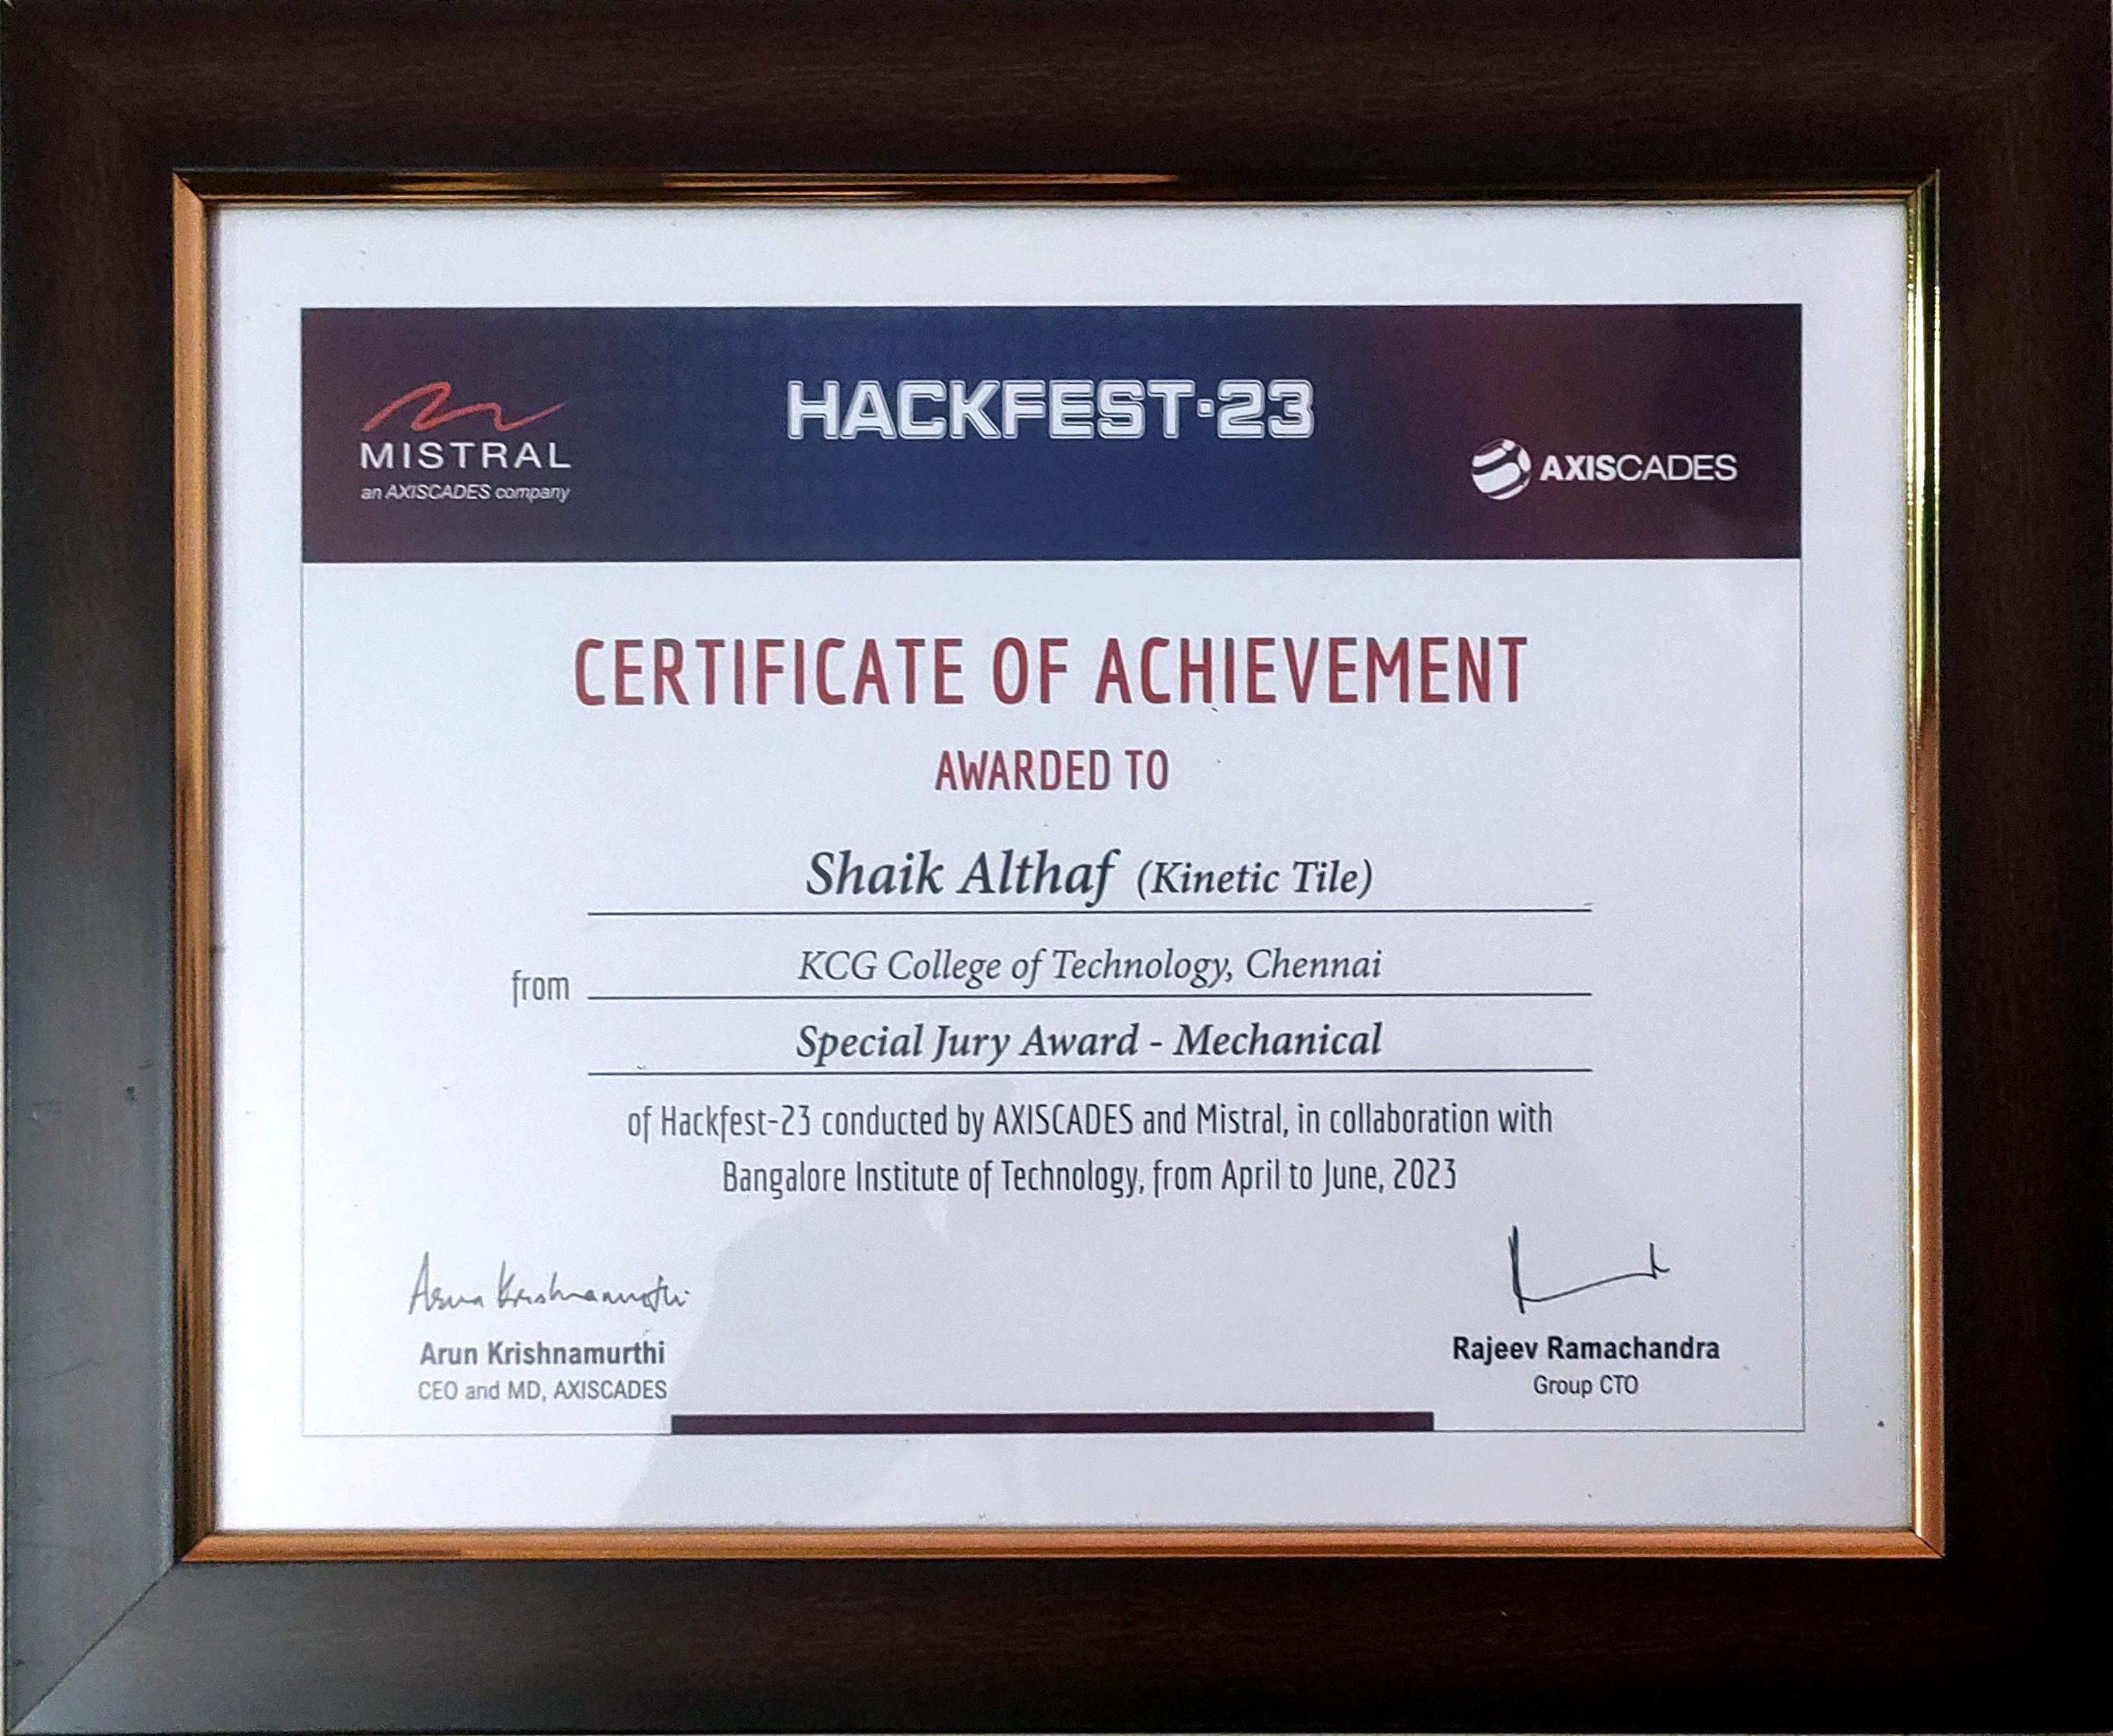 HACKFEST-23
MISTRAL
an AXISCADES company
AXISCADES
CERTIFICATE OF ACHIEVEMENT
AWARDED TO
Shaik Althaf (Kinetic Tile)
from KCG College of Technology, Chennai
Special Jury Award - Mechanical
of Hackfest-23 conducted by AXISCADES and Mistral, in collaboration with
Bangalore Institute of Technology, from April to June, 2023
Arun Krishnamurthi
Arun Krishnamurthi
CEO and MD, AXISCADES
Rajeev Ramachandra
Group CTO